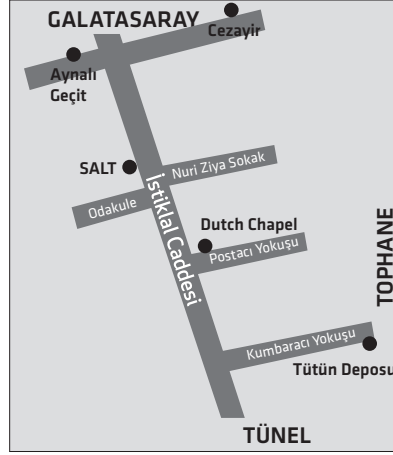 GALATASARAY
Cezayir
Aynalı
Geçit
SALT
Nuri Ziya Sokak
Odakule
İstiklal Caddesi
Dutch Chapel
Postacı Yokuşu
TOPHANE
Kumbaracı Yokuşu
Tütün Deposu
TÜNEL